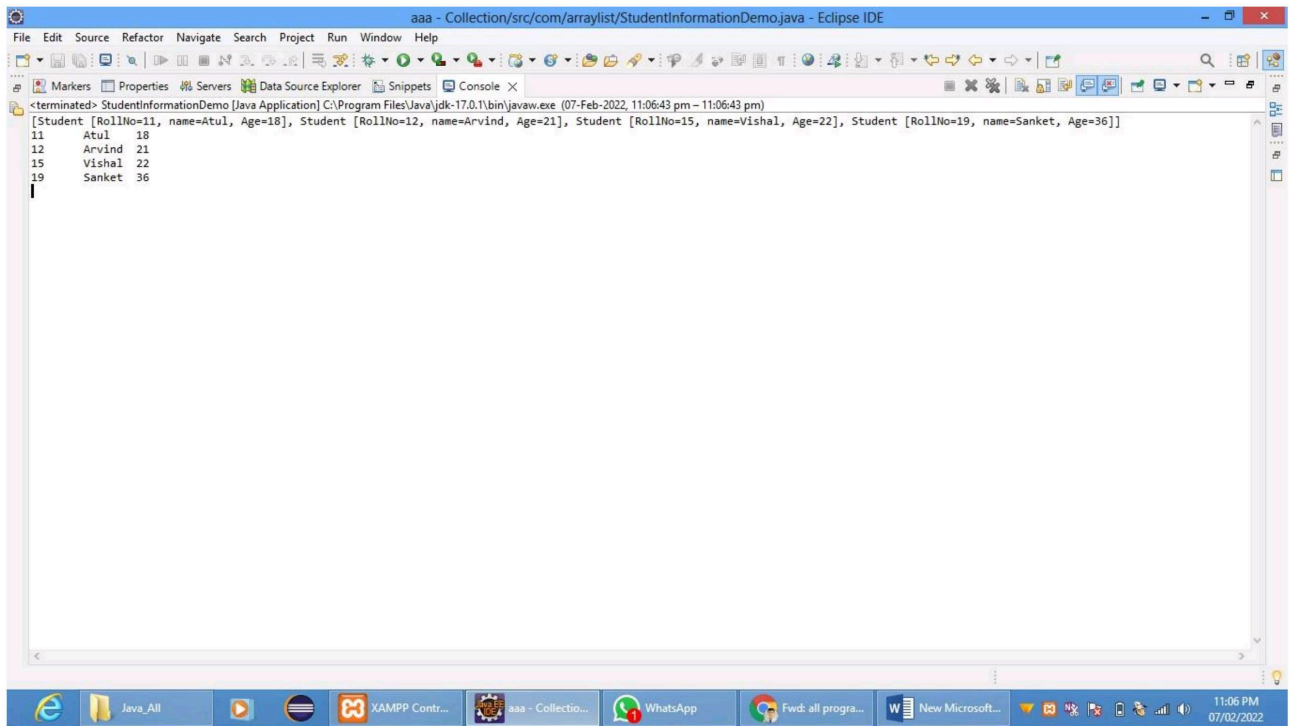 aaa - Collection/src/com/arraylist/StudentInformationDemo.java - Eclipse IDE
File Edit Source Refactor Navigate Search Project Run Window Help
Markers Properties Servers Data Source Explorer Snippets Console
<terminated> StudentInformationDemo [Java Application] C:\Program Files\Java\jdk-17.0.1\bin\javaw.exe (07-Feb-2022, 11:06:43 pm – 11:06:43 pm)
[Student [RollNo=11, name=Atul, Age=18], Student [RollNo=12, name=Arvind, Age=21], Student [RollNo=15, name=Vishal, Age=22], Student [RollNo=19, name=Sanket, Age=36]]
11 Atul 18
12 Arvind 21
15 Vishal 22
19 Sanket 36
Java_All XAMPP Contr... aaa - Collectio... WhatsApp Fwd: all progra... New Microsoft... 11:06 PM
07/02/2022